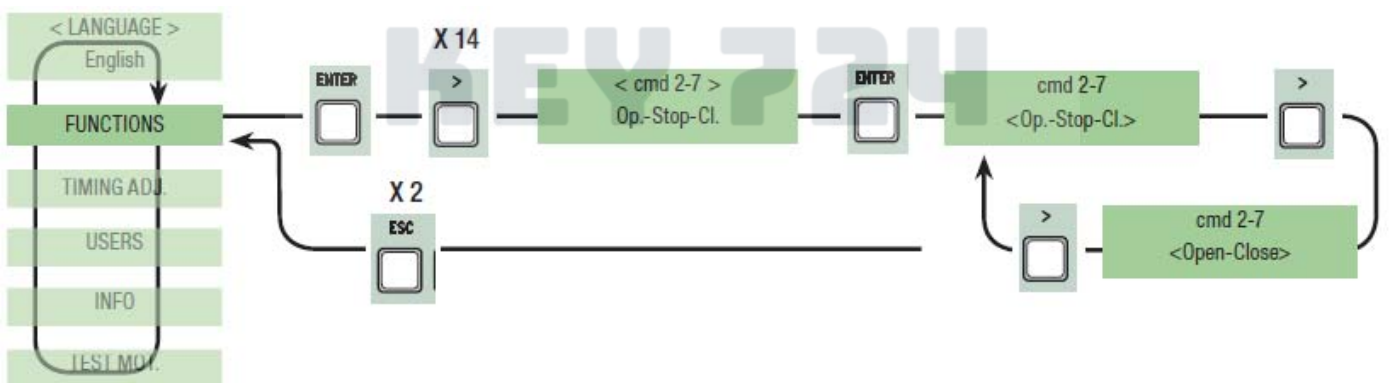 < LANGUAGE >
English
FUNCTIONS
TIMING ADJ.
USERS
INFO
TEST MOT.
ENTER
X 14
>
< cmd 2-7 >
Op.-Stop-Cl.
ENTER
cmd 2-7
<Op.-Stop-Cl.>
>
X 2
ESC
>
cmd 2-7
<Open-Close>
KEY 724